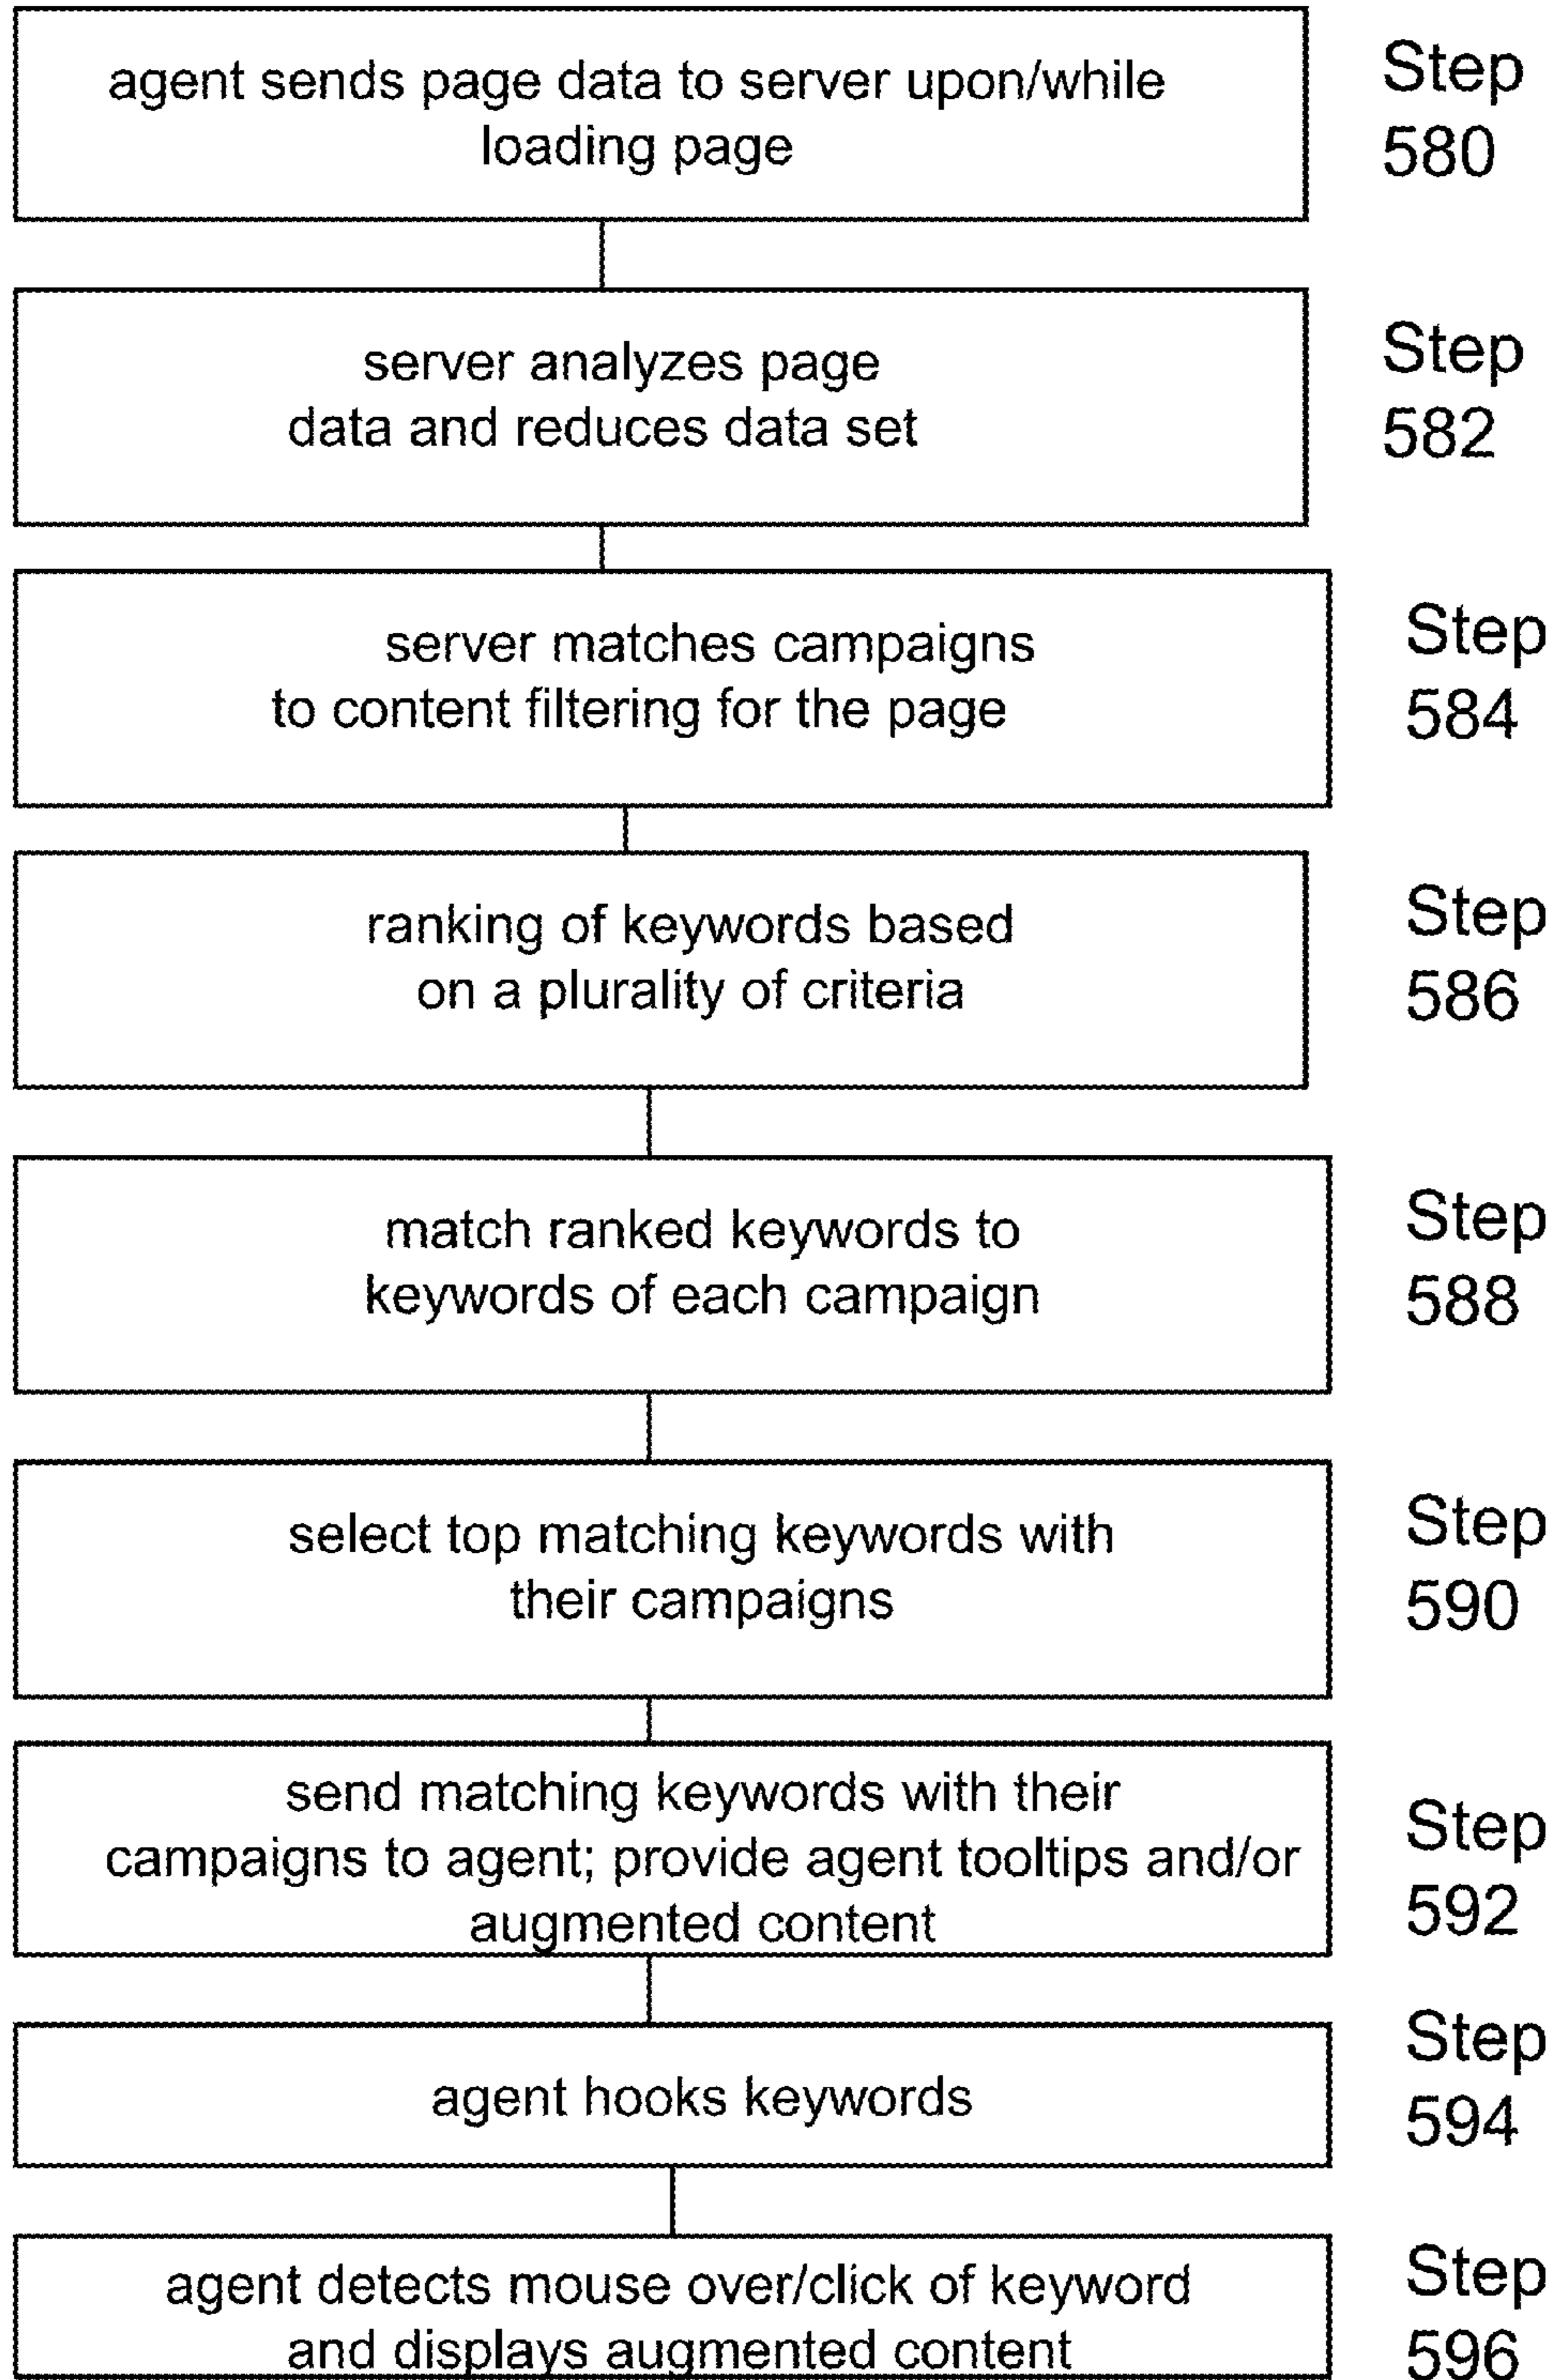 agent sends page data to server upon/while
loading page
Step
580
server analyzes page
data and reduces data set
Step
582
server matches campaigns
to content filtering for the page
Step
584
ranking of keywords based
on a plurality of criteria
Step
586
match ranked keywords to
keywords of each campaign
Step
588
select top matching keywords with
their campaigns
Step
590
send matching keywords with their
campaigns to agent; provide agent tooltips and/or
augmented content
Step
592
agent hooks keywords
Step
594
agent detects mouse over/click of keyword
and displays augmented content
Step
596